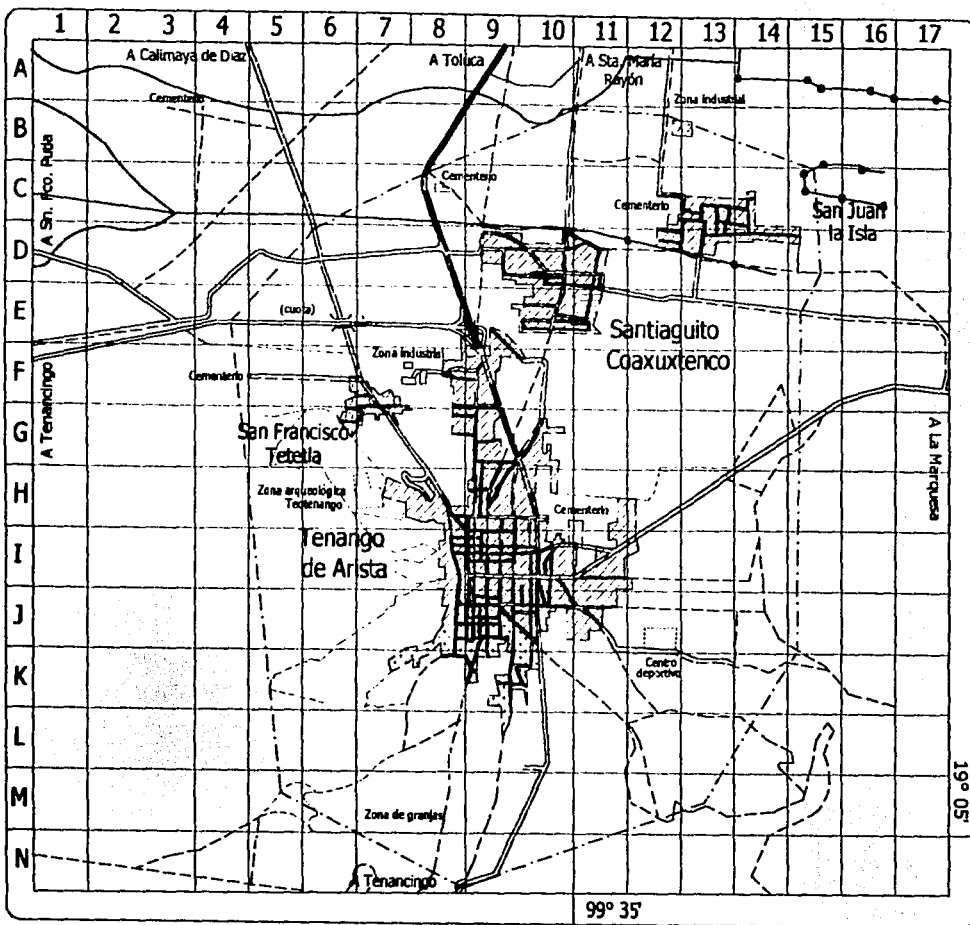 1 2 3 4 5 6 7 8 9 10 11 12 13 14 15 16 17
A
B
C
D
E
F
G
H
I
J
K
L
M
N
A Calimaya de Diaz
A Toluca
A Sta. María
Rayón
Cementerio
Zona industrial
A Sn. Fco. Putla
Cementerio
Cementerio
San Juan
la Isla
(cuota)
Santiaguito
Coaxuxtenco
Zona industrial
Cementerio
A Tenancingo
San Francisco
Tetetla
A La Marquesa
Zona arqueológica
Teotenango
Cementerio
Tenango
de Arista
Centro
deportivo
Zona de granjas
19° 05'
A Tenancingo
99° 35'